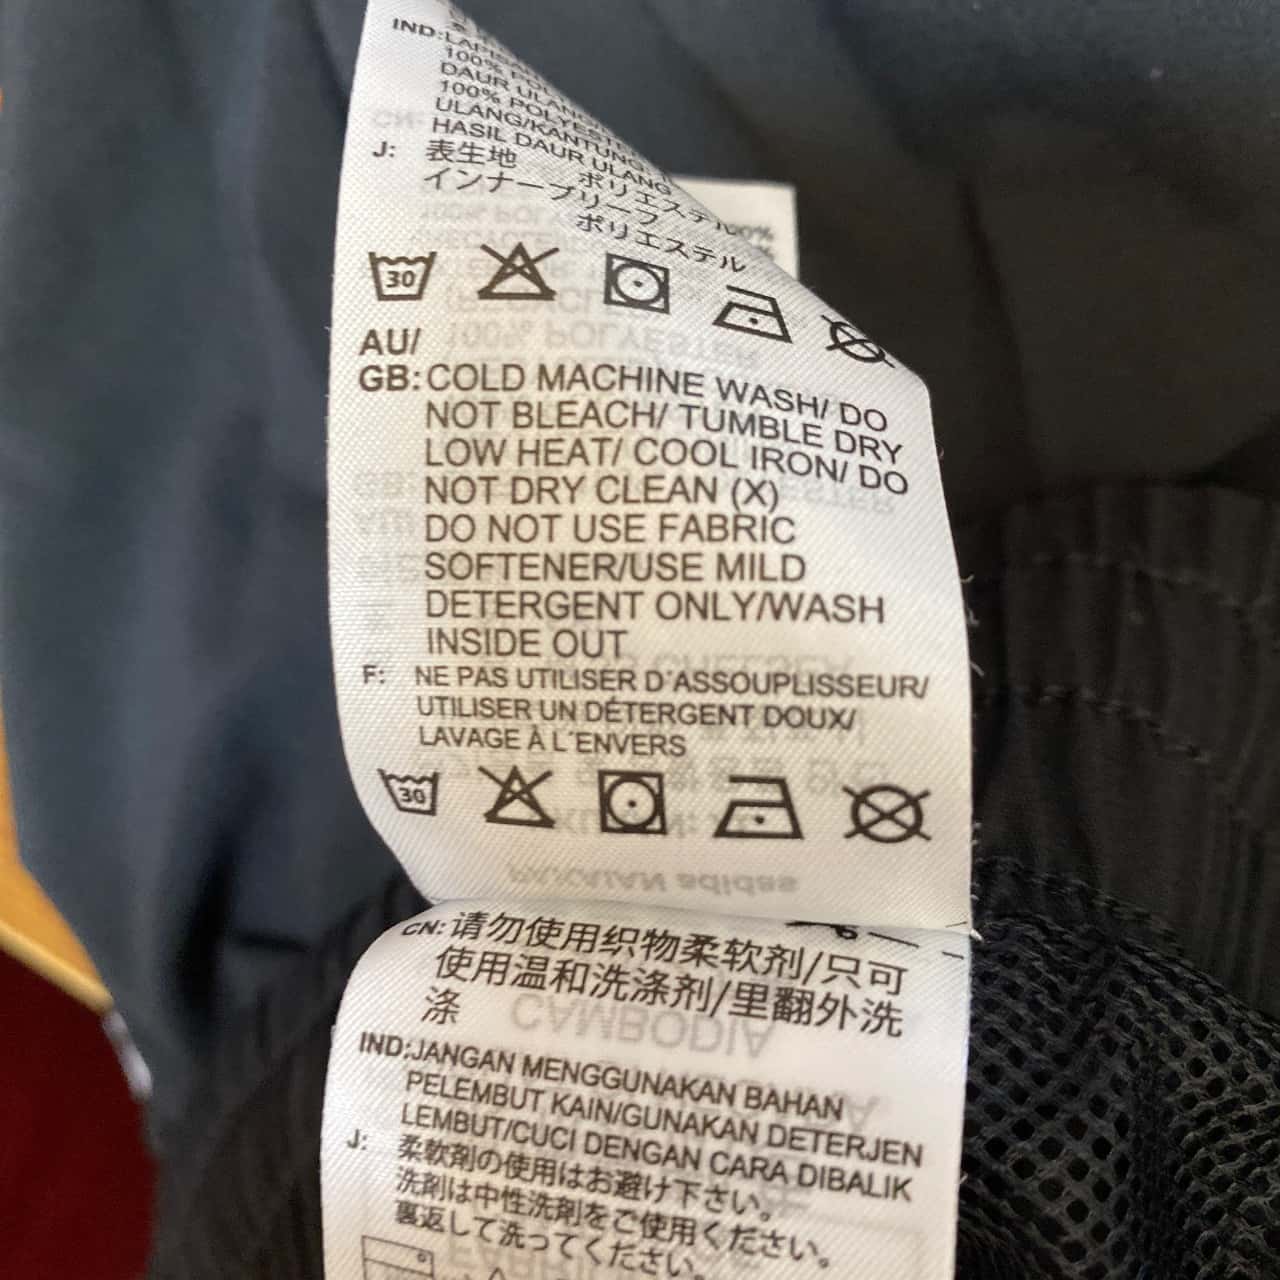 IND:LAPIS
100% POL
DAUR ULANG
100% POLYEST
ULANG/KANTUNG:
HASIL DAUR ULANG
J: 表生地
ポリエステル100%
インナーブリーフ
ポリエステル
30
AU/
GB: COLD MACHINE WASH/ DO
NOT BLEACH/ TUMBLE DRY
LOW HEAT/ COOL IRON/ DO
NOT DRY CLEAN (X)
DO NOT USE FABRIC
SOFTENER/USE MILD
DETERGENT ONLY/WASH
INSIDE OUT
F: NE PAS UTILISER D´ASSOUPLISSEUR/
UTILISER UN DÉTERGENT DOUX/
LAVAGE À L´ENVERS
30
CN: 请勿使用织物柔软剂/只可
使用温和洗涤剂/里翻外洗
涤
IND:JANGAN MENGGUNAKAN BAHAN
PELEMBUT KAIN/GUNAKAN DETERJEN
LEMBUT/CUCI DENGAN CARA DIBALIK
J: 柔軟剤の使用はお避け下さい。
洗剤は中性洗剤をご使用ください。
裏返して洗ってください。